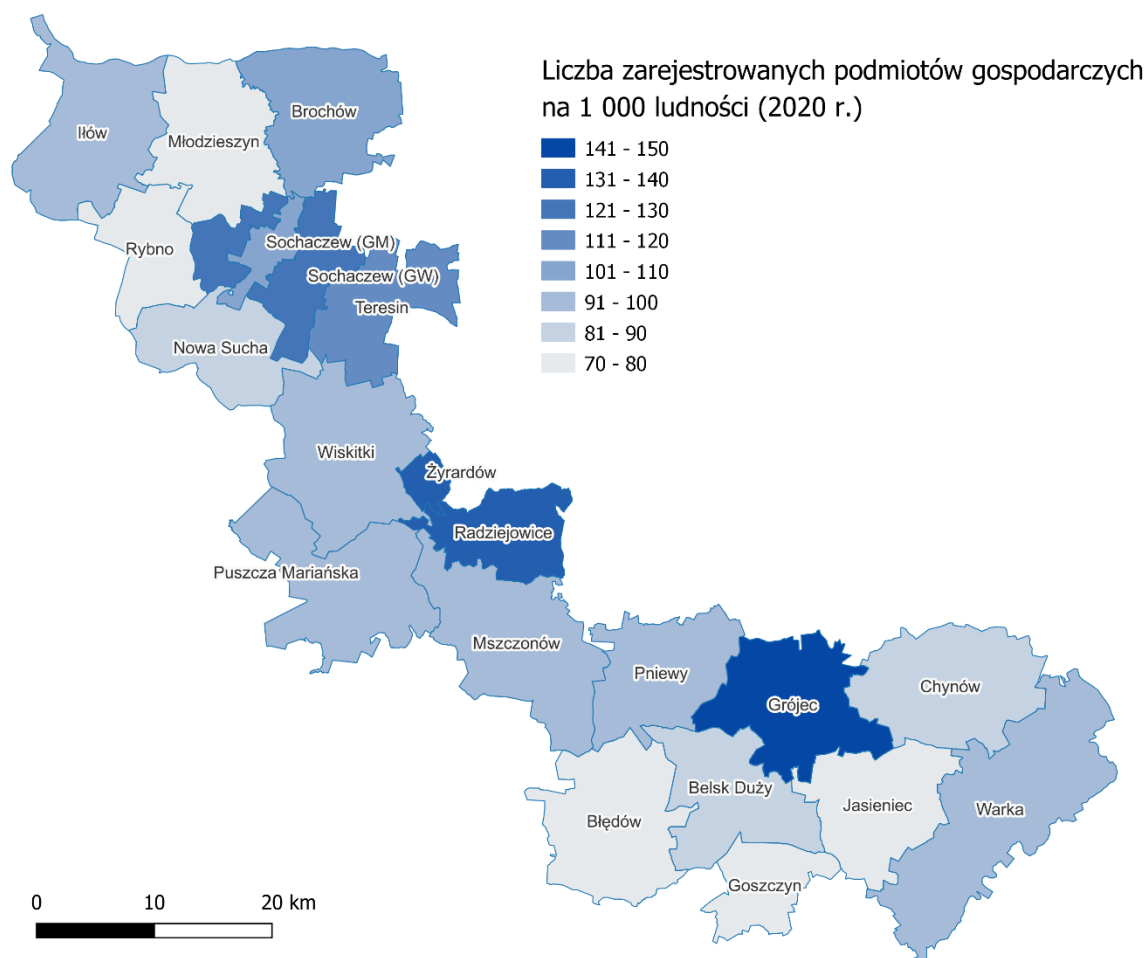 Liczba zarejestrowanych podmiotów gospodarczych
na 1 000 ludności (2020 r.)
141 - 150
131 - 140
121 - 130
111 - 120
101 - 110
91 - 100
81 - 90
70 - 80
Brochów
Iłów
Młodzieszyn
Rybno
Sochaczew (GM)
Sochaczew (GW)
Teresin
Nowa Sucha
Wiskitki
Żyrardów
Radziejowice
Puszcza Mariańska
Mszczonów
Pniewy
Chynów
Grójec
Belsk Duży
Jasieniec
Warka
Błędów
Goszczyn
0 10 20 km